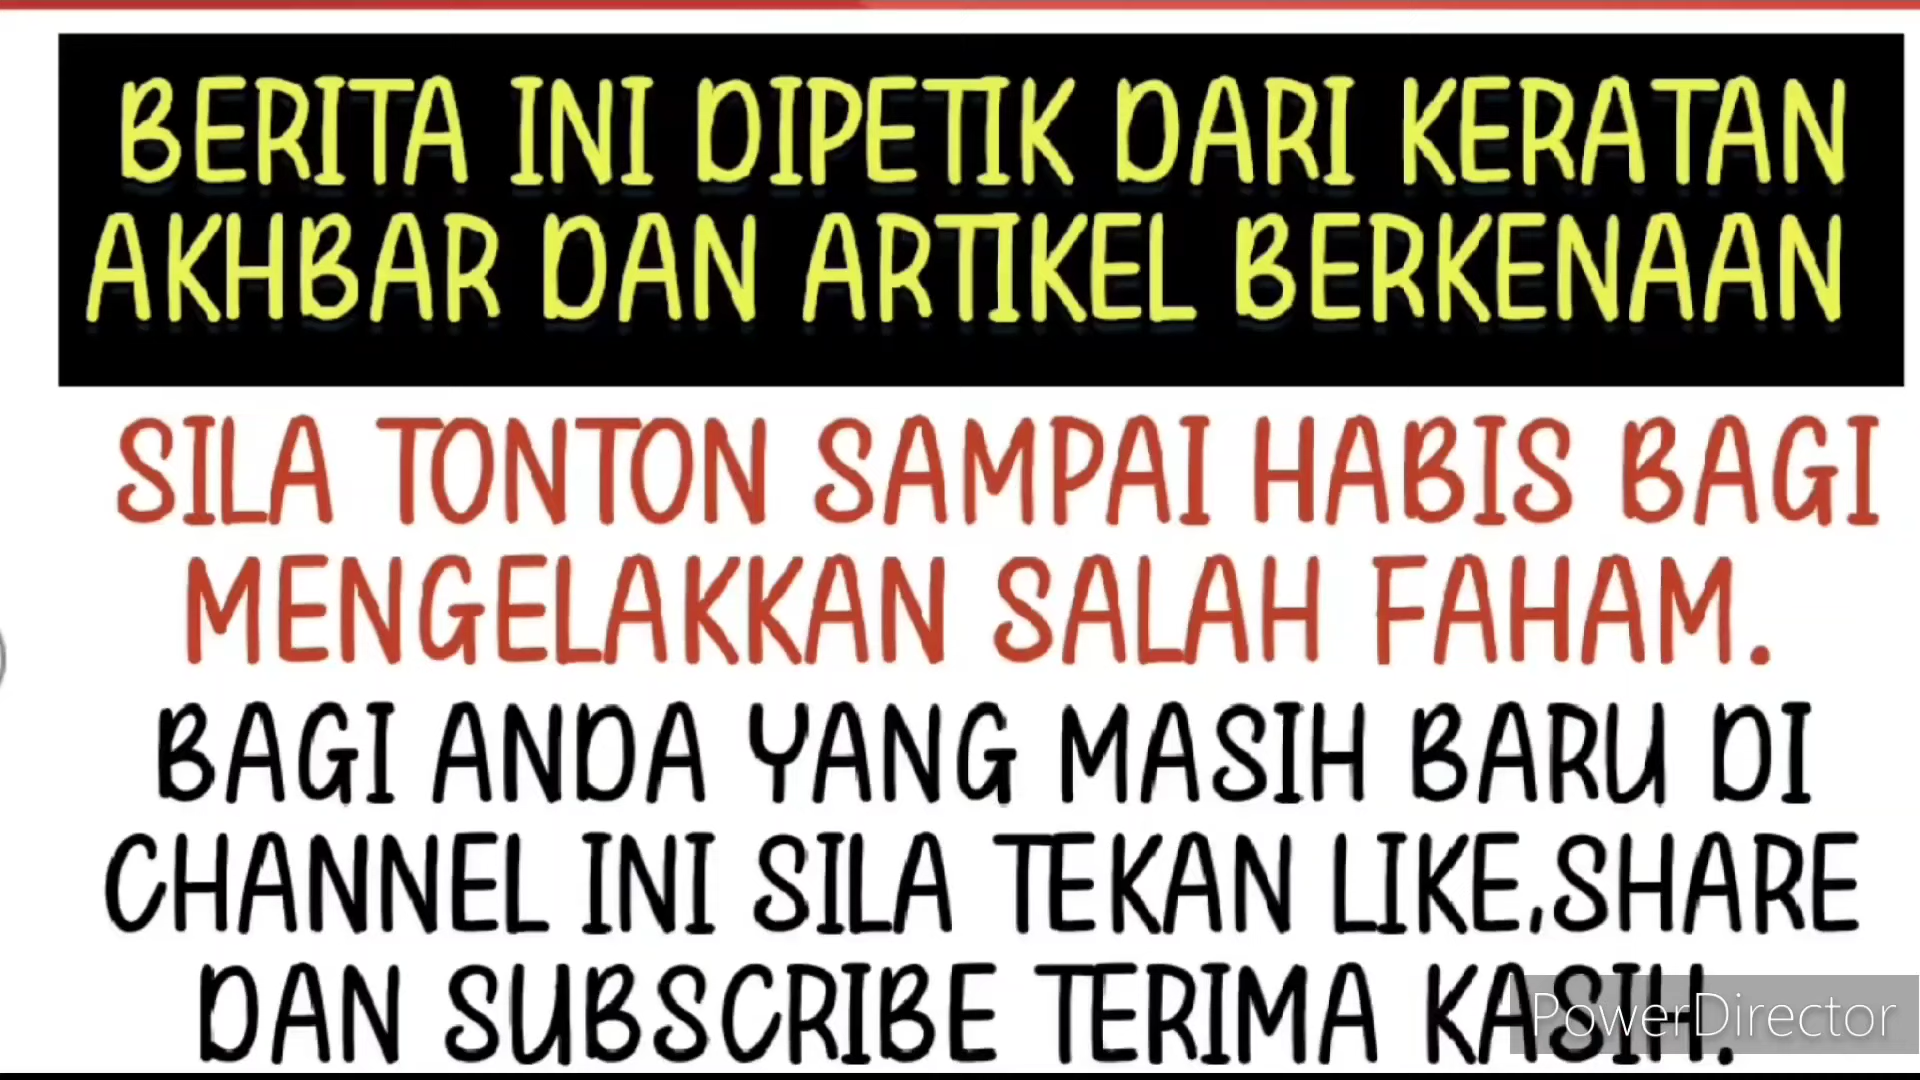 BERITA INI DIPETIK DARI KERATAN
AKHBAR DAN ARTIKEL BERKENAAN
SILA TONTON SAMPAI HABIS BAGI
MENGELAKKAN SALAH FAHAM.
BAGI ANDA YANG MASIH BARU DI
CHANNEL INI SILA TEKAN LIKE,SHARE
DAN SUBSCRIBE TERIMA KASIH.
PowerDirector